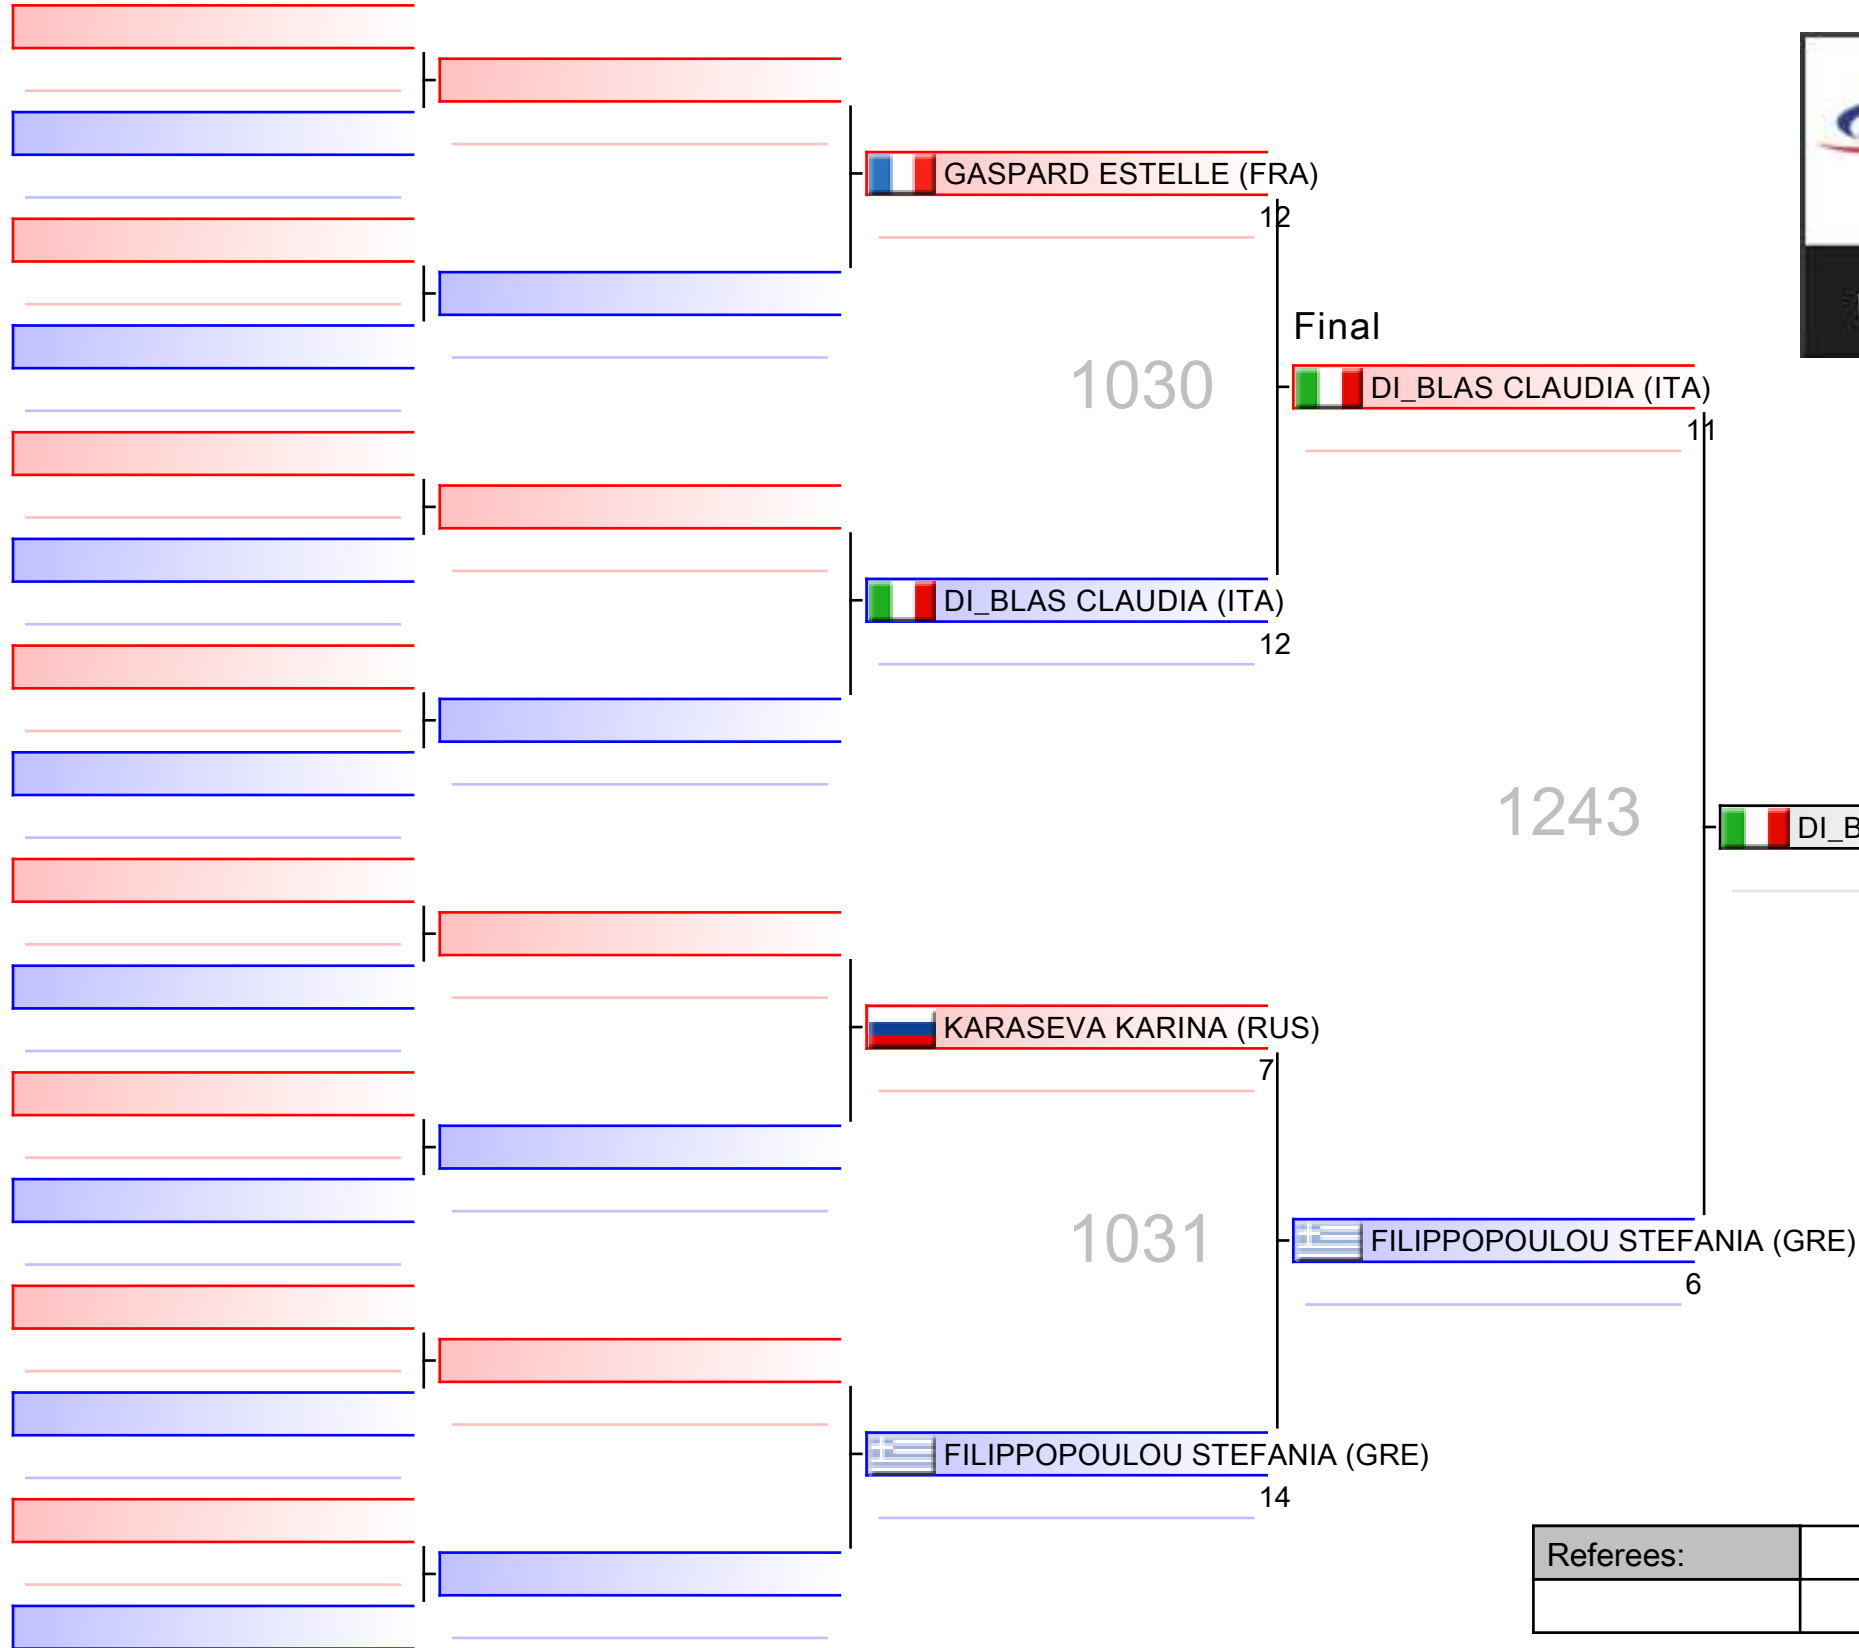 GASPARD ESTELLE (FRA)
12
Final
1030
DI_BLAS CLAUDIA (ITA)
11
DI_BLAS CLAUDIA (ITA)
12
1243
DI_B
KARASEVA KARINA (RUS)
7
1031
FILIPPOPOULOU STEFANIA (GRE)
6
FILIPPOPOULOU STEFANIA (GRE)
14
Referees: